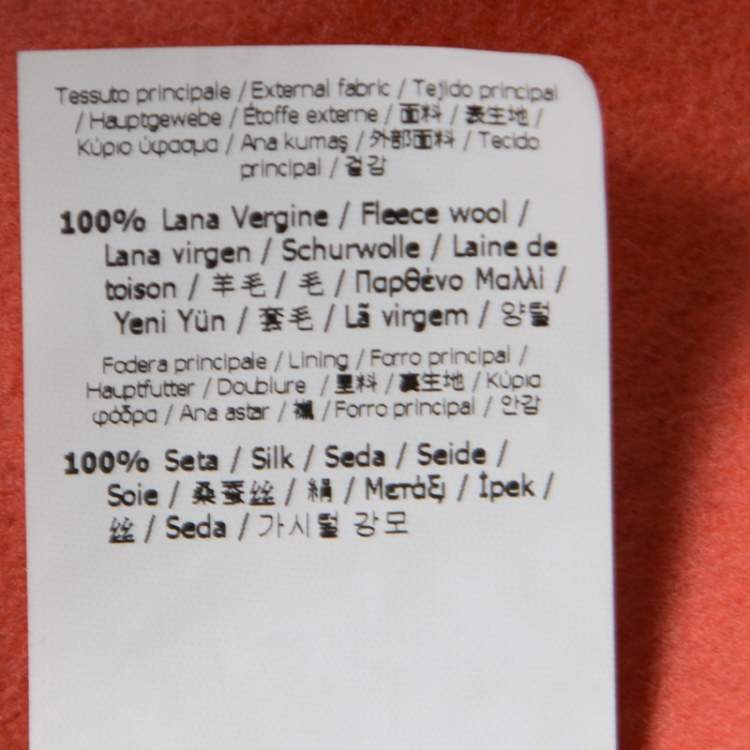 Tessuto principale / External fabric / Tejido principal
/ Hauptgewebe / Étoffe externe / 面料 / 表生地 /
Κύριο ύφασμα / Ana kumaş / 外部面料 / Tecido
principal / 겉감
100% Lana Vergine / Fleece wool /
Lana virgen / Schurwolle / Laine de
toison / 羊毛 / 毛 / Παρθένο Μαλλί /
Yeni Yün / 套毛 / Lã virgem / 양털
Fodera principale / Lining / Forro principal /
Hauptfutter / Doublure / 里料 / 裏生地 / Κύρια
φόδρα / Ana astar / 襯 / Forro principal / 안감
100% Seta / Silk / Seda / Seide /
Soie / 桑蚕丝 / 絹 / Μετάξι / İpek /
丝 / Seda / 가시털 강모